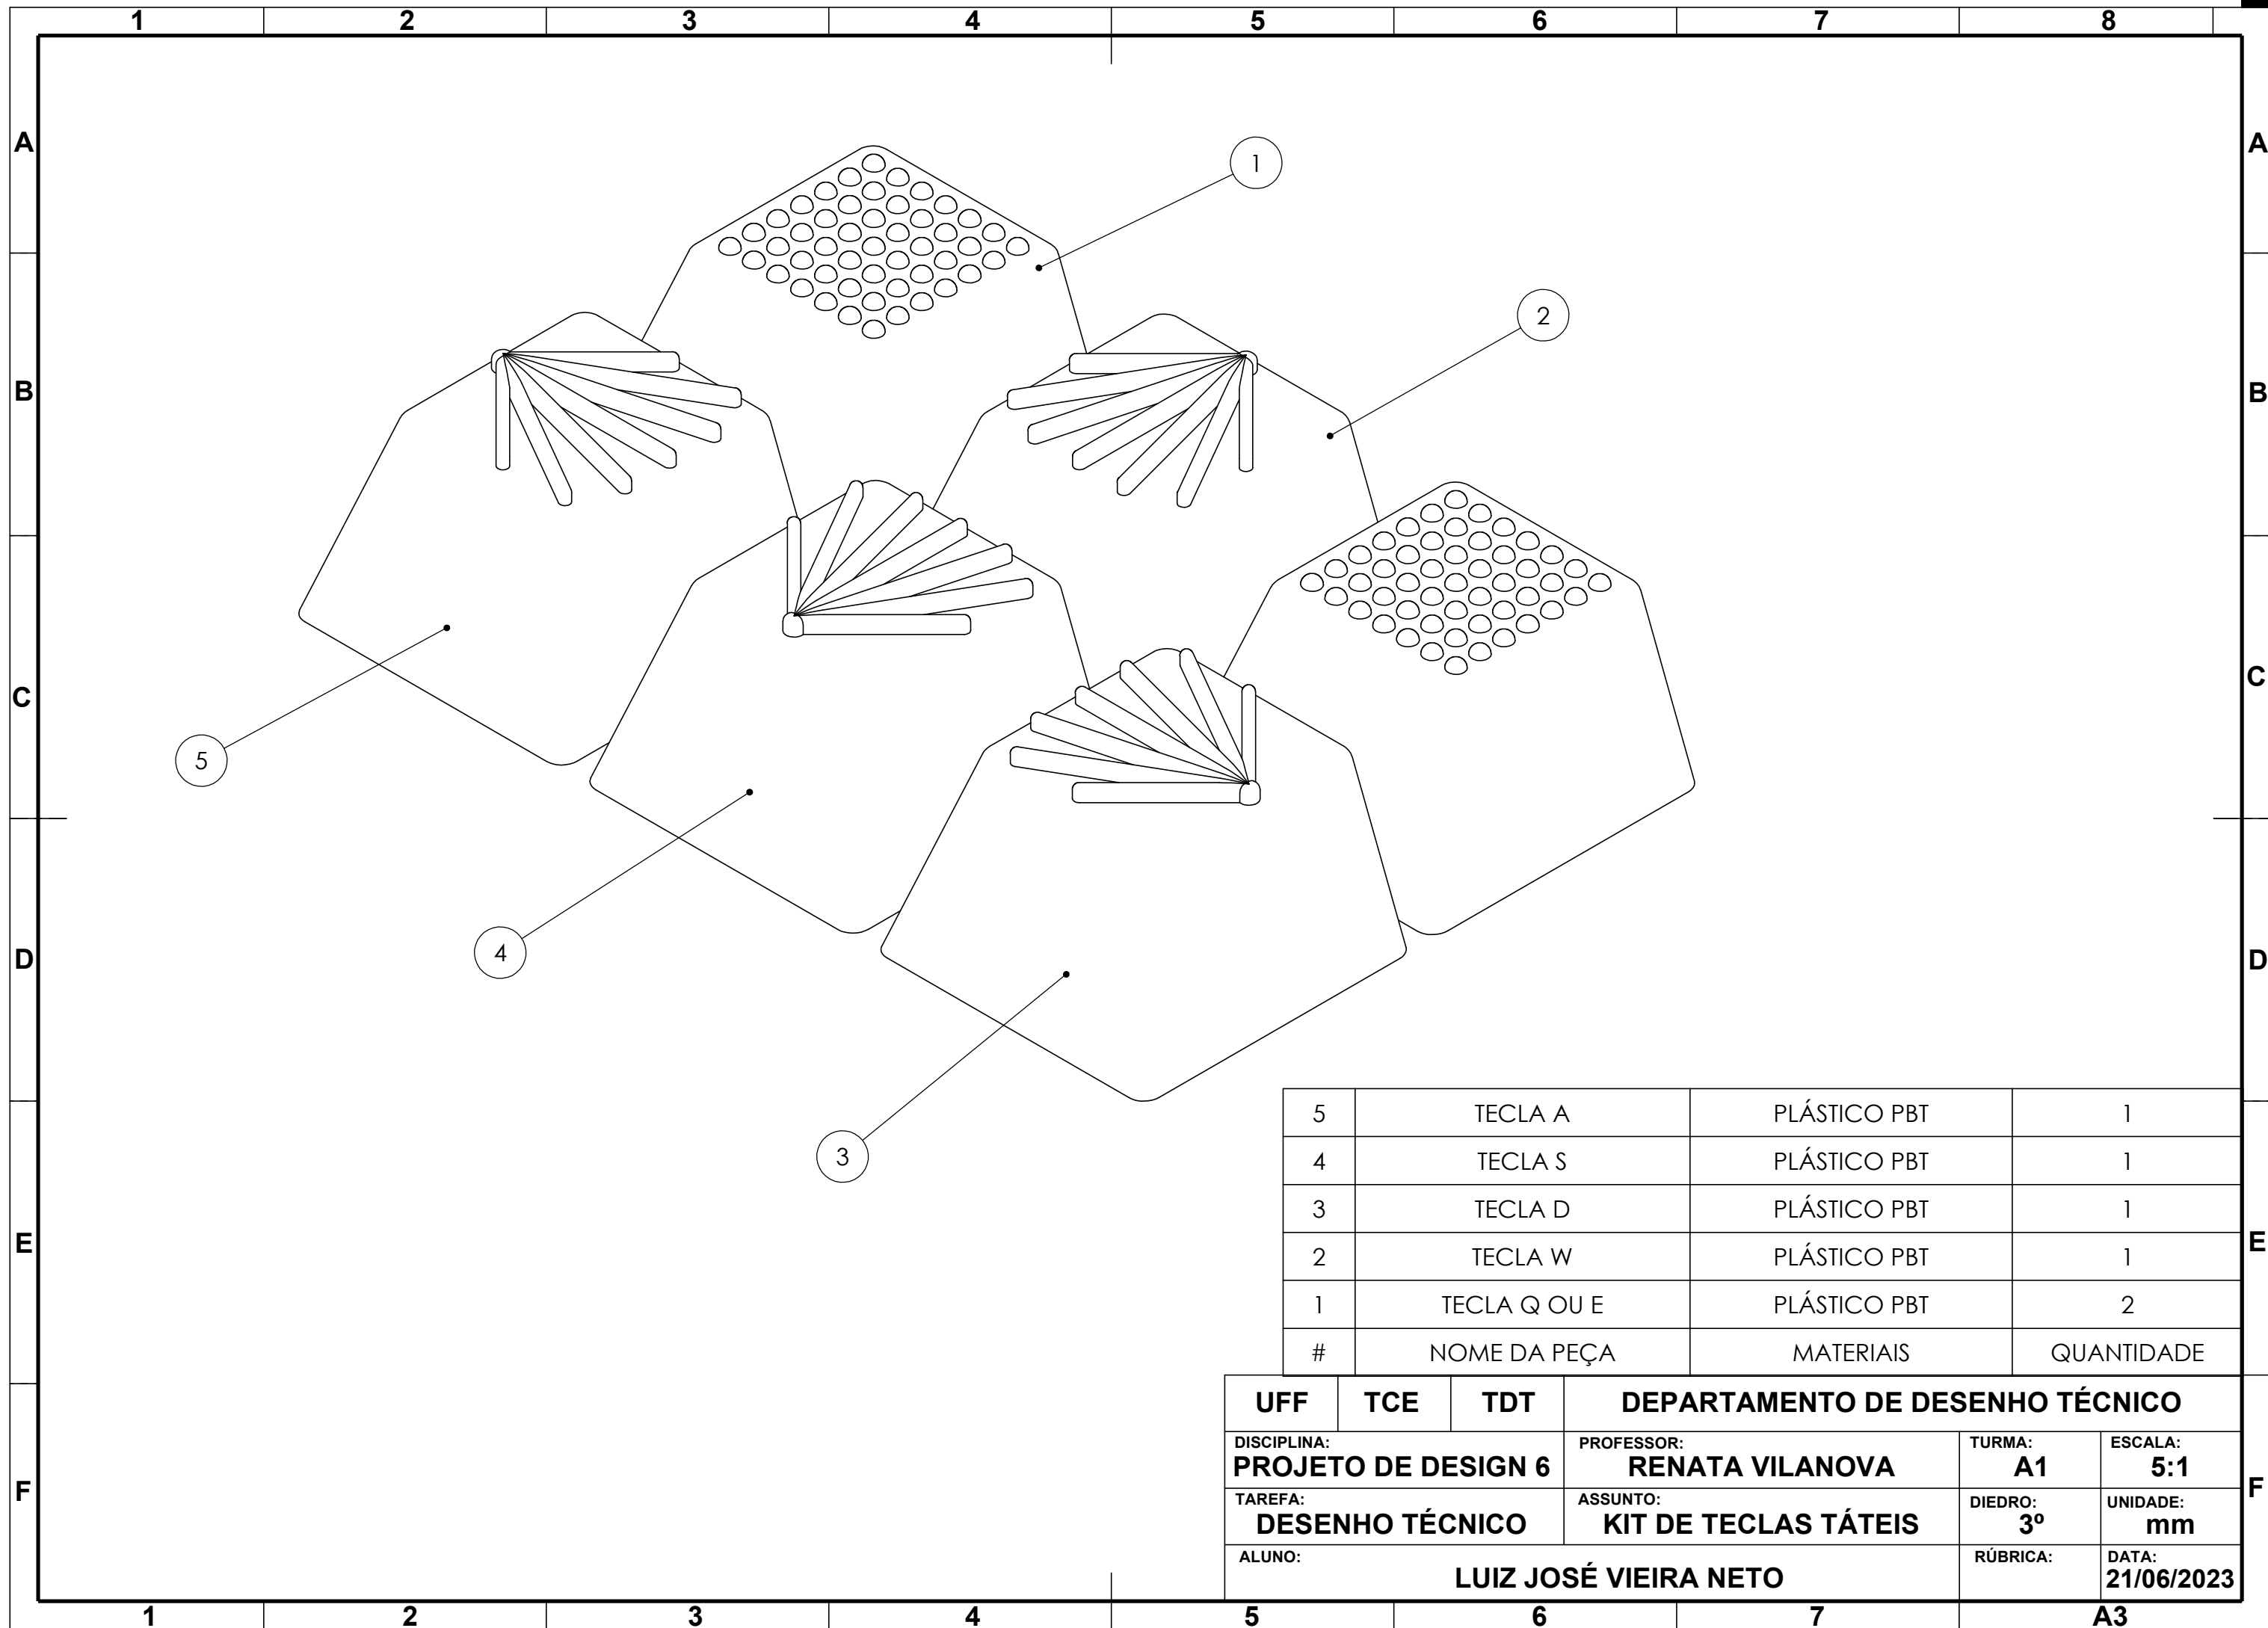 1 2 3 4 5 6 7 8
A A
1
2
B B
C C
5
4
D D
3
5 TECLA A PLÁSTICO PBT 1
4 TECLA S PLÁSTICO PBT 1
3 TECLA D PLÁSTICO PBT 1
E E
2 TECLA W PLÁSTICO PBT 1
1 TECLA Q OU E PLÁSTICO PBT 2
# NOME DA PEÇA MATERIAIS QUANTIDADE
UFF TCE TDT DEPARTAMENTO DE DESENHO TÉCNICO
DISCIPLINA: PROFESSOR: TURMA: ESCALA:
PROJETO DE DESIGN 6 RENATA VILANOVA A1 5:1
F F
TAREFA: ASSUNTO: DIEDRO: UNIDADE:
DESENHO TÉCNICO KIT DE TECLAS TÁTEIS 3º mm
ALUNO: RÚBRICA: DATA:
LUIZ JOSÉ VIEIRA NETO 21/06/2023
1 2 3 4 5 6 7 A3